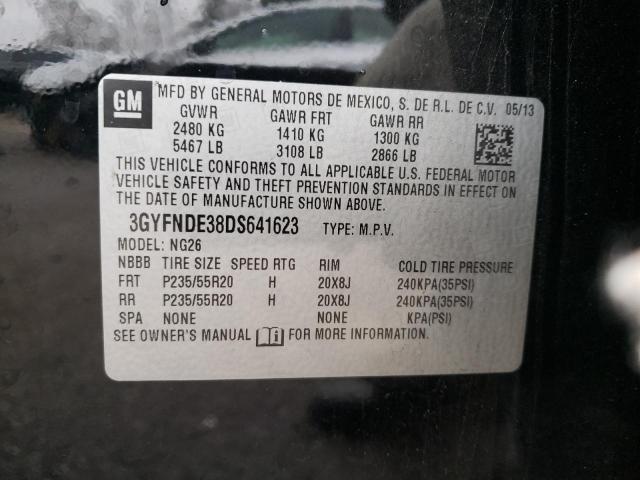 GM MFD BY GENERAL MOTORS DE MEXICO, S. DE R.L. DE C.V. 05/13
GVWR GAWR FRT GAWR RR
2480 KG 1410 KG 1300 KG
5467 LB 3108 LB 2866 LB
THIS VEHICLE CONFORMS TO ALL APPLICABLE U.S. FEDERAL MOTOR
VEHICLE SAFETY AND THEFT PREVENTION STANDARDS IN EFFECT ON
THE DATE OF MANUFACTURE SHOWN ABOVE.
3GYFNDE38DS641623 TYPE: M.P.V.
MODEL: NG26
NBBB TIRE SIZE SPEED RTG RIM COLD TIRE PRESSURE
FRT P235/55R20 H 20X8J 240KPA(35PSI)
RR P235/55R20 H 20X8J 240KPA(35PSI)
SPA NONE NONE KPA(PSI)
SEE OWNER'S MANUAL FOR MORE INFORMATION.